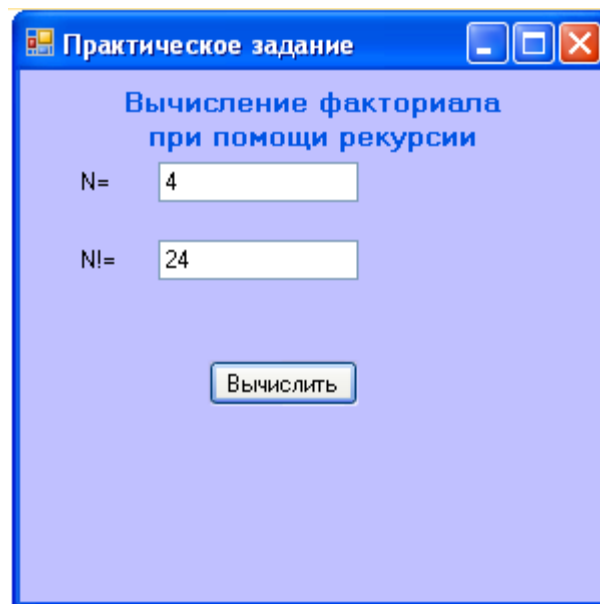 Практическое задание
Вычисление факториала
при помощи рекурсии
N= 4
N!= 24
Вычислить